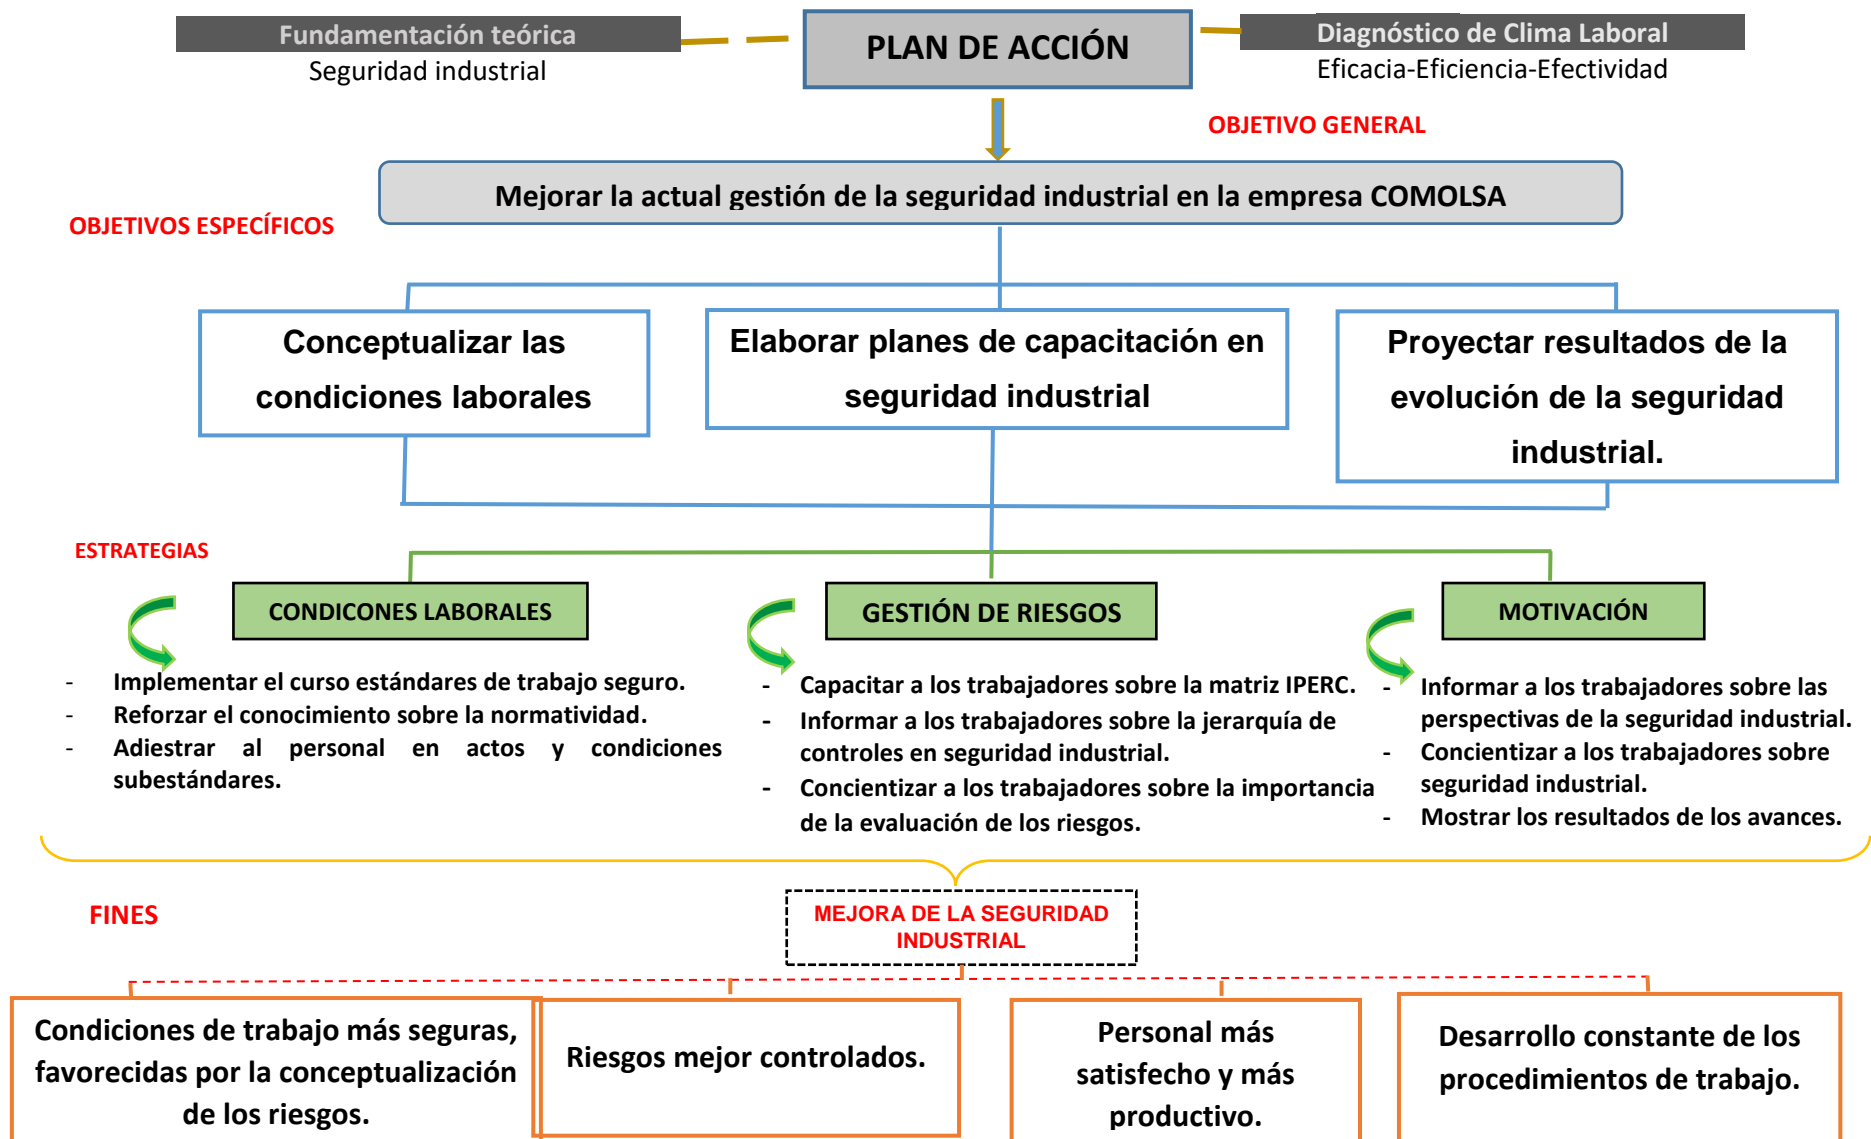 Fundamentación teórica
Seguridad industrial
PLAN DE ACCIÓN
Diagnóstico de Clima Laboral
Eficacia-Eficiencia-Efectividad
OBJETIVO GENERAL
Mejorar la actual gestión de la seguridad industrial en la empresa COMOLSA
OBJETIVOS ESPECÍFICOS
Conceptualizar las
condiciones laborales
Elaborar planes de capacitación en
seguridad industrial
Proyectar resultados de la
evolución de la seguridad
industrial.
ESTRATEGIAS
CONDICONES LABORALES
- Implementar el curso estándares de trabajo seguro.
- Reforzar el conocimiento sobre la normatividad.
- Adiestrar al personal en actos y condiciones
subestándares.
GESTIÓN DE RIESGOS
- Capacitar a los trabajadores sobre la matriz IPERC.
- Informar a los trabajadores sobre la jerarquía de
controles en seguridad industrial.
- Concientizar a los trabajadores sobre la importancia
de la evaluación de los riesgos.
MOTIVACIÓN
- Informar a los trabajadores sobre las
perspectivas de la seguridad industrial.
- Concientizar a los trabajadores sobre
seguridad industrial.
- Mostrar los resultados de los avances.
FINES
MEJORA DE LA SEGURIDAD
INDUSTRIAL
Condiciones de trabajo más seguras,
favorecidas por la conceptualización
de los riesgos.
Riesgos mejor controlados.
Personal más
satisfecho y más
productivo.
Desarrollo constante de los
procedimientos de trabajo.